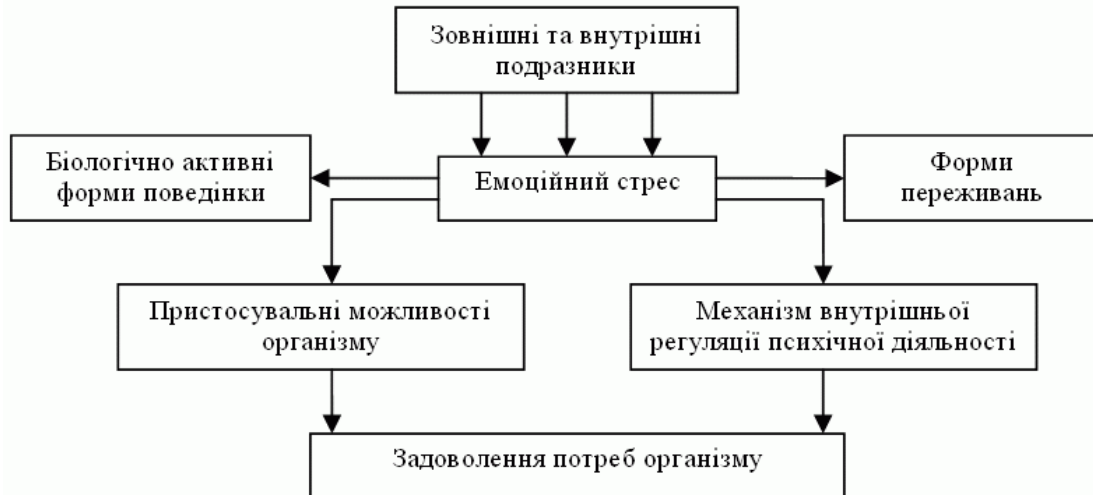 Зовнішні та внутрішні
подразники
Біологічно активні
форми поведінки
Емоційний стрес
Форми
переживань
Пристосувальні можливості
організму
Механізм внутрішньої
регуляції психічної діяльності
Задоволення потреб організму